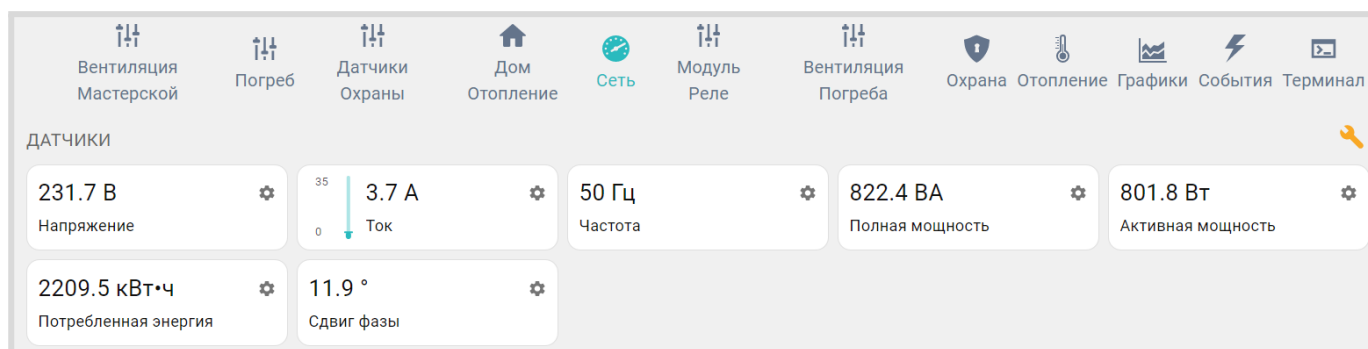 Вентиляция
Мастерской
Погреб
Датчики
Охраны
Дом
Отопление
Сеть
Модуль
Реле
Вентиляция
Погреба
Охрана
Отопление
Графики
События
Терминал
ДАТЧИКИ
231.7 В
Напряжение
35
0
3.7 А
Ток
50 Гц
Частота
822.4 ВА
Полная мощность
801.8 Вт
Активная мощность
2209.5 кВт•ч
Потребленная энергия
11.9 °
Сдвиг фазы